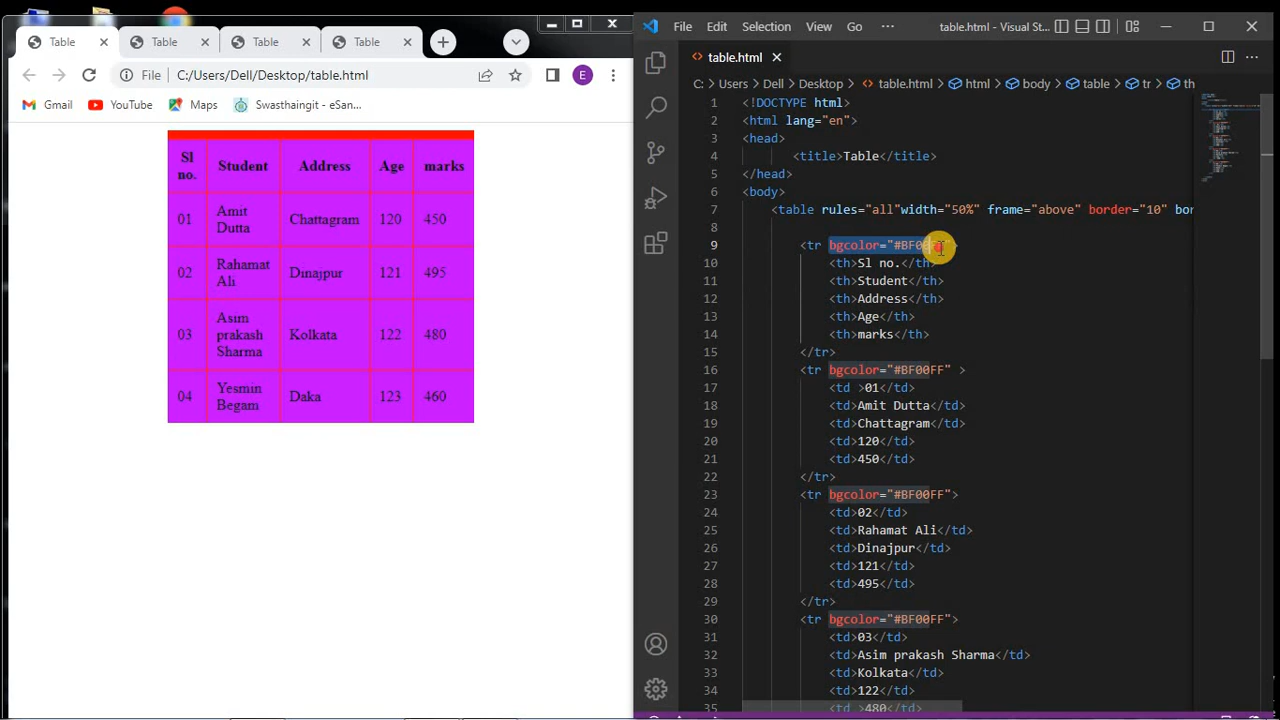 Table
Table
Table
Table
File
C:/Users/Dell/Desktop/table.html
E
Gmail
YouTube
Maps
Swasthaingit - eSan...
Sl no. Student Address Age marks
01 Amit Dutta Chattagram 120 450
02 Rahamat Ali Dinajpur 121 495
03 Asim prakash Sharma Kolkata 122 480
04 Yesmin Begam Daka 123 460
File Edit Selection View Go ··· table.html - Visual St...
table.html
C: > Users > Dell > Desktop > table.html > html > body > table > tr > th
1 <!DOCTYPE html>
2 <html lang="en">
3 <head>
4 <title>Table</title>
5 </head>
6 <body>
7 <table rules="all"width="50%" frame="above" border="10" bor
8
9 <tr bgcolor="#BF00FF">
10 <th>Sl no.</th>
11 <th>Student</th>
12 <th>Address</th>
13 <th>Age</th>
14 <th>marks</th>
15 </tr>
16 <tr bgcolor="#BF00FF" >
17 <td >01</td>
18 <td>Amit Dutta</td>
19 <td>Chattagram</td>
20 <td>120</td>
21 <td>450</td>
22 </tr>
23 <tr bgcolor="#BF00FF">
24 <td>02</td>
25 <td>Rahamat Ali</td>
26 <td>Dinajpur</td>
27 <td>121</td>
28 <td>495</td>
29 </tr>
30 <tr bgcolor="#BF00FF">
31 <td>03</td>
32 <td>Asim prakash Sharma</td>
33 <td>Kolkata</td>
34 <td>122</td>
35 <td >480</td>